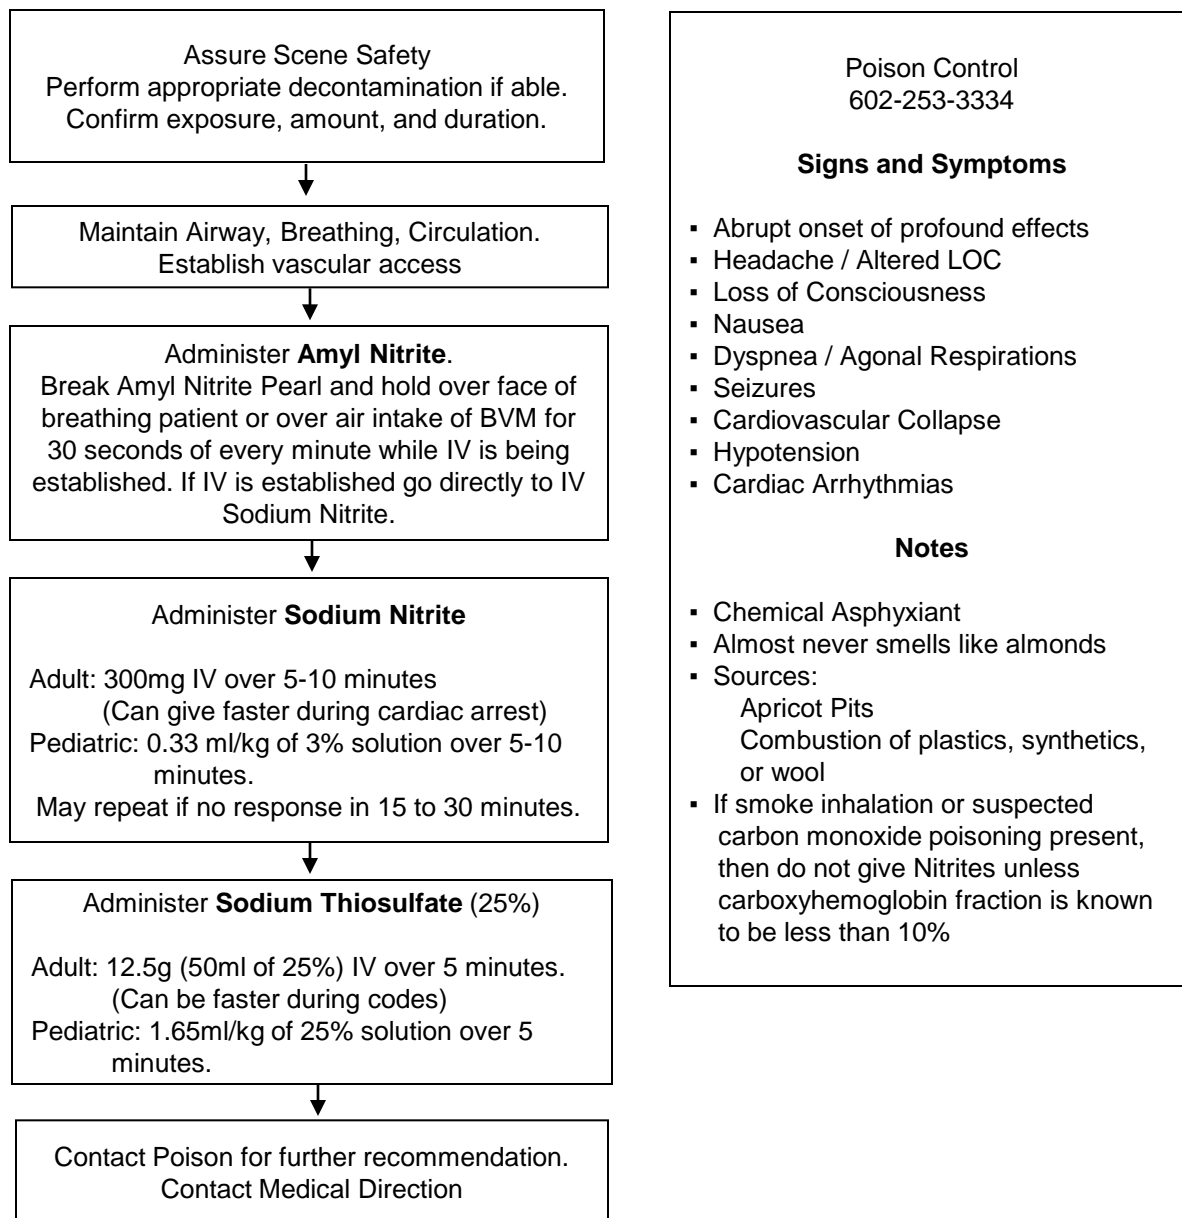 Assure Scene Safety
Perform appropriate decontamination if able.
Confirm exposure, amount, and duration.
Maintain Airway, Breathing, Circulation.
Establish vascular access
Administer Amyl Nitrite.
Break Amyl Nitrite Pearl and hold over face of
breathing patient or over air intake of BVM for
30 seconds of every minute while IV is being
established. If IV is established go directly to IV
Sodium Nitrite.
Administer Sodium Nitrite
Adult: 300mg IV over 5-10 minutes
(Can give faster during cardiac arrest)
Pediatric: 0.33 ml/kg of 3% solution over 5-10
minutes.
May repeat if no response in 15 to 30 minutes.
Administer Sodium Thiosulfate (25%)
Adult: 12.5g (50ml of 25%) IV over 5 minutes.
(Can be faster during codes)
Pediatric: 1.65ml/kg of 25% solution over 5
minutes.
Contact Poison for further recommendation.
Contact Medical Direction
Poison Control
602-253-3334
Signs and Symptoms
▪ Abrupt onset of profound effects
▪ Headache / Altered LOC
▪ Loss of Consciousness
▪ Nausea
▪ Dyspnea / Agonal Respirations
▪ Seizures
▪ Cardiovascular Collapse
▪ Hypotension
▪ Cardiac Arrhythmias
Notes
▪ Chemical Asphyxiant
▪ Almost never smells like almonds
▪ Sources:
Apricot Pits
Combustion of plastics, synthetics,
or wool
▪ If smoke inhalation or suspected
carbon monoxide poisoning present,
then do not give Nitrites unless
carboxyhemoglobin fraction is known
to be less than 10%